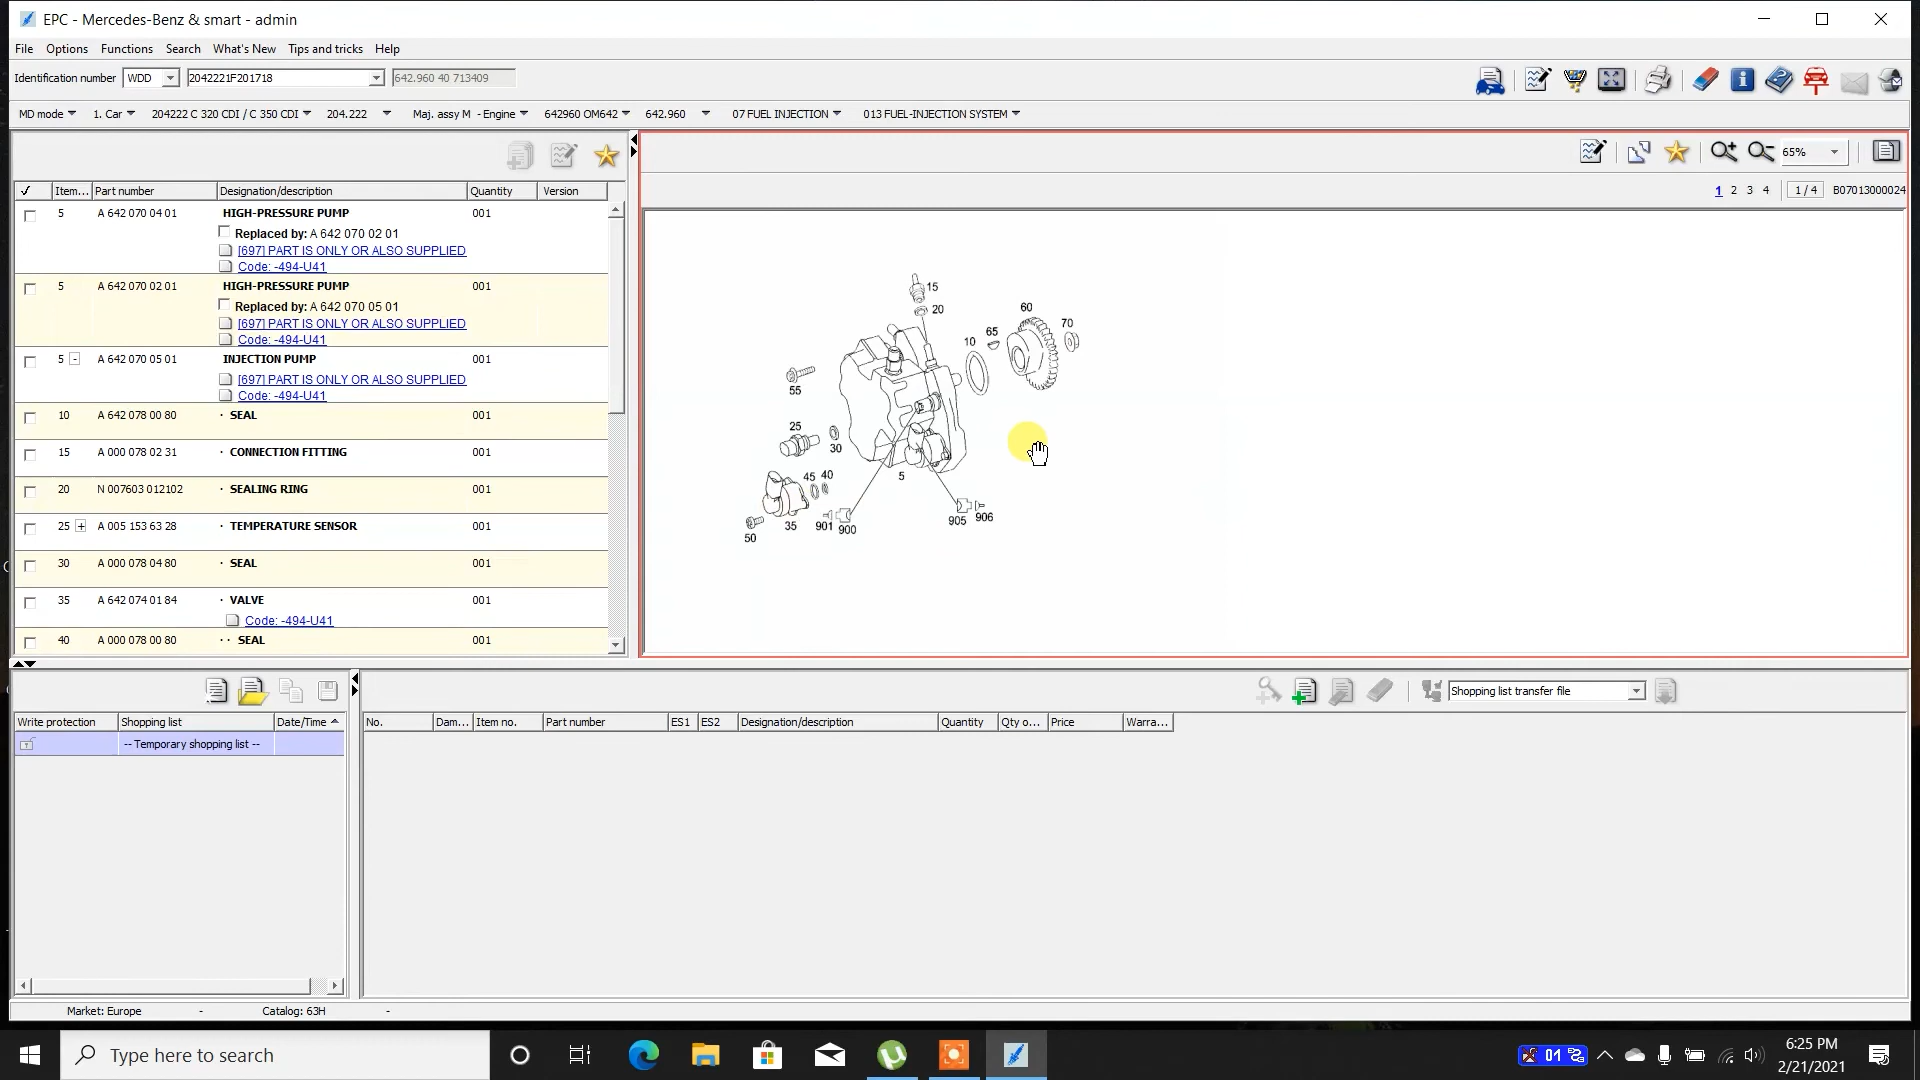 EPC - Mercedes-Benz & smart - admin
File Options Functions Search What's New Tips and tricks Help
Identification number WDD 2042221F201718 642.960 40 713409
MD mode 1. Car 204222 C 320 CDI / C 350 CDI 204.222 Maj. assy M - Engine 642960 OM642 642.960 07 FUEL INJECTION 013 FUEL-INJECTION SYSTEM
65%
1 2 3 4 1 / 4 B07013000024
Item... Part number Designation/description Quantity Version
5 A 642 070 04 01 HIGH-PRESSURE PUMP 001
Replaced by: A 642 070 02 01
[697] PART IS ONLY OR ALSO SUPPLIED
Code: -494-U41
5 A 642 070 02 01 HIGH-PRESSURE PUMP 001
Replaced by: A 642 070 05 01
[697] PART IS ONLY OR ALSO SUPPLIED
Code: -494-U41
5 - A 642 070 05 01 INJECTION PUMP 001
[697] PART IS ONLY OR ALSO SUPPLIED
Code: -494-U41
10 A 642 078 00 80 · SEAL 001
15 A 000 078 02 31 · CONNECTION FITTING 001
20 N 007603 012102 · SEALING RING 001
25 + A 005 153 63 28 · TEMPERATURE SENSOR 001
30 A 000 078 04 80 · SEAL 001
35 A 642 074 01 84 · VALVE 001
Code: -494-U41
40 A 000 078 00 80 · · SEAL 001
15
20
60
70
65
10
55
25
30
5
45 40
35
901 900
50
905 906
Shopping list transfer file
Write protection Shopping list Date/Time
-- Temporary shopping list --
No. Dam... Item no. Part number ES1 ES2 Designation/description Quantity Qty o... Price Warra...
Market: Europe - Catalog: 63H -
Type here to search
01
6:25 PM
2/21/2021